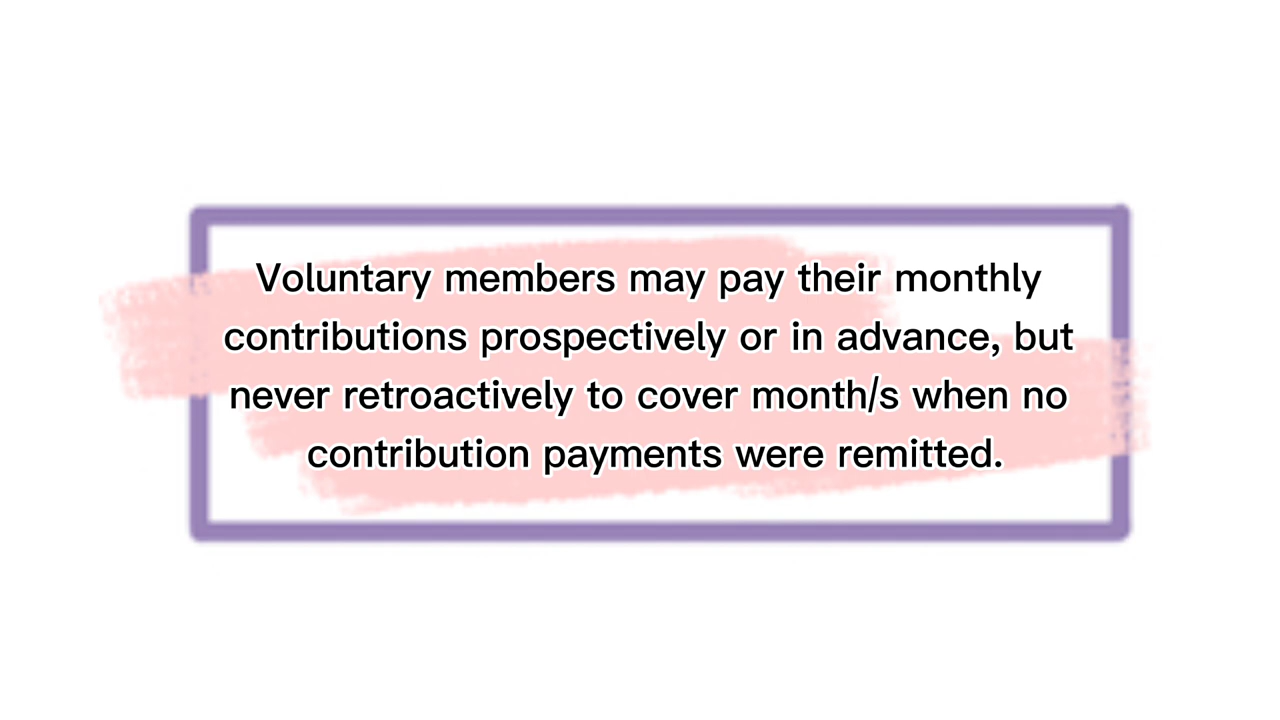 Voluntary members may pay their monthly
contributions prospectively or in advance, but
never retroactively to cover month/s when no
contribution payments were remitted.